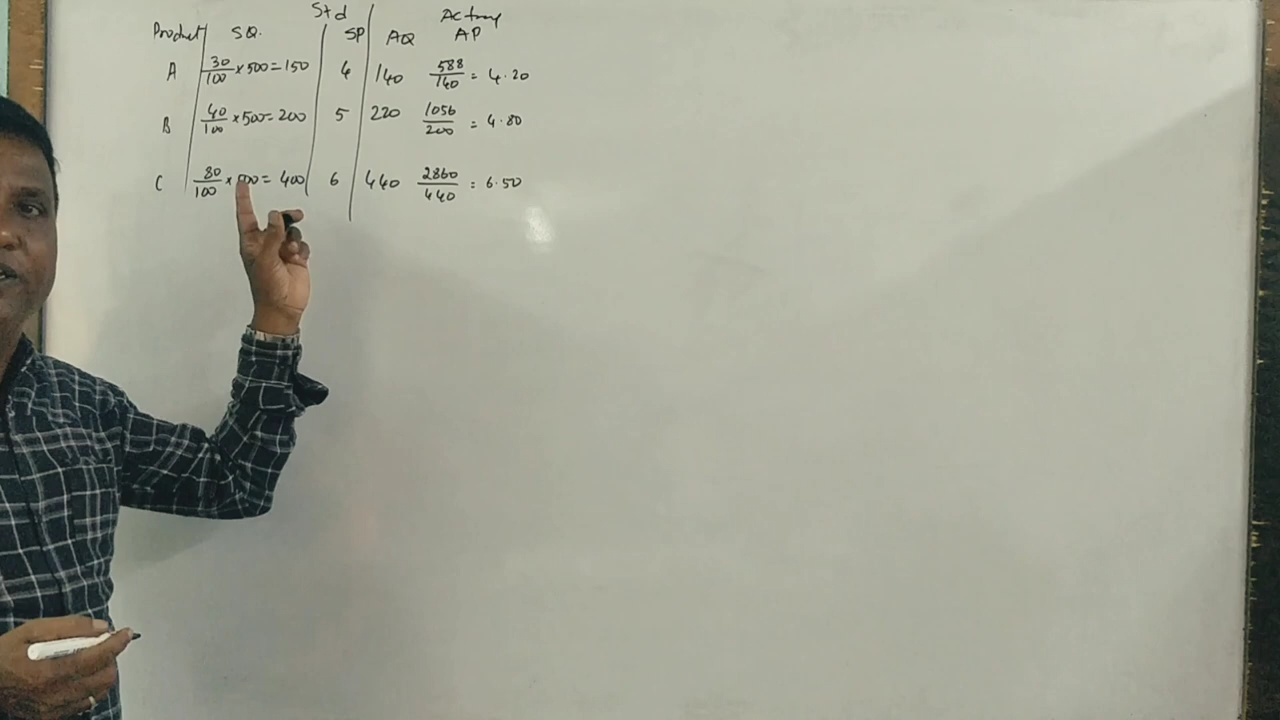 Std Actual
Product SQ. SP AQ AP
A 30/100 × 500 = 150 4 140 588/140 = 4.20
B 40/100 × 500 = 200 5 220 1056/200 = 4.80
C 80/100 × 500 = 400 6 440 2860/440 = 6.50